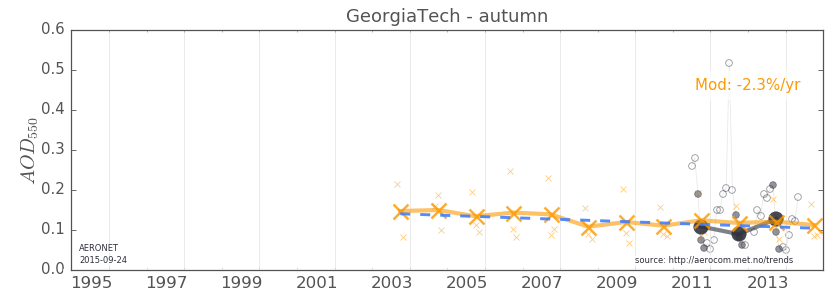 GeorgiaTech - autumn
0.6
0.5
0.4
0.3
0.2
0.1
0.0
AOD550
Mod: -2.3%/yr
AERONET
2015-09-24
source: http://aerocom.met.no/trends
1995 1997 1999 2001 2003 2005 2007 2009 2011 2013